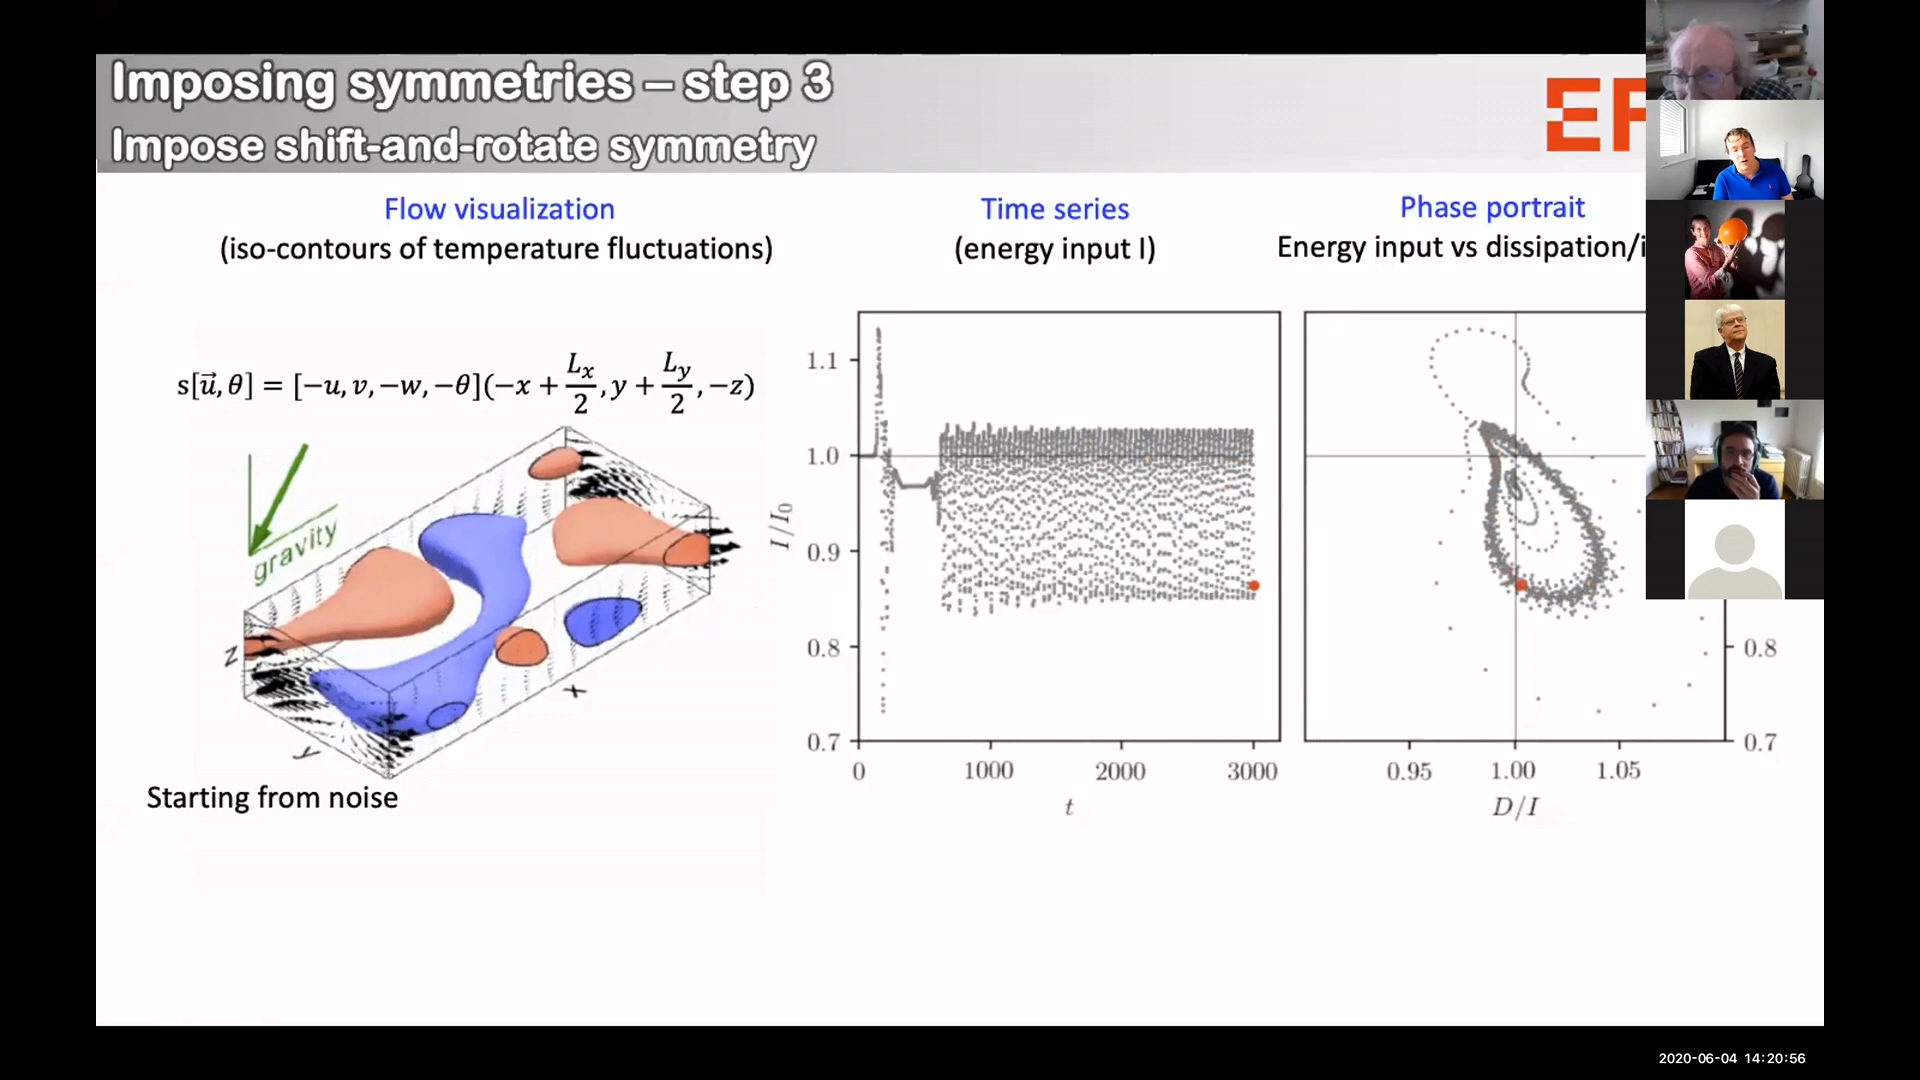 Imposing symmetries – step 3
Impose shift-and-rotate symmetry
EP
Flow visualization
(iso-contours of temperature fluctuations)
Time series
(energy input I)
Phase portrait
Energy input vs dissipation/i
s[u⃗, θ] = [−u, v, −w, −θ](−x + Lx/2, y + Ly/2, −z)
gravity
z
x
y
Starting from noise
I/I0
1.1
1.0
0.9
0.8
0.7
0 1000 2000 3000
t
0.8
0.7
0.95 1.00 1.05
D/I
2020-06-04 14:20:56